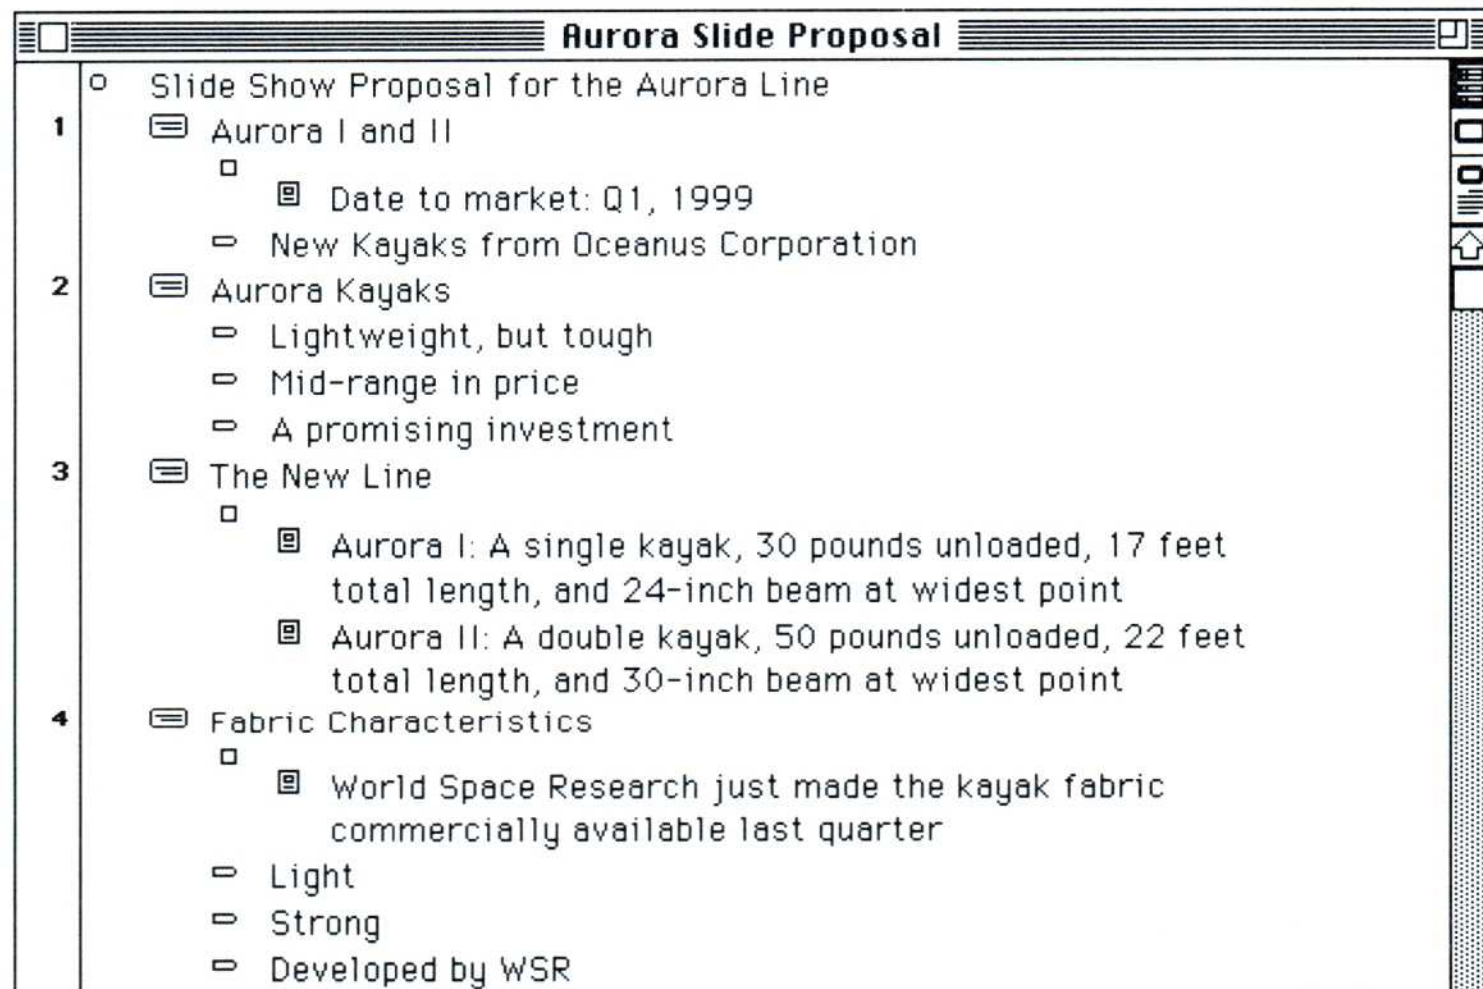 Aurora Slide Proposal
Slide Show Proposal for the Aurora Line
1 Aurora I and II
Date to market: Q1, 1999
New Kayaks from Oceanus Corporation
2 Aurora Kayaks
Lightweight, but tough
Mid-range in price
A promising investment
3 The New Line
Aurora I: A single kayak, 30 pounds unloaded, 17 feet
total length, and 24-inch beam at widest point
Aurora II: A double kayak, 50 pounds unloaded, 22 feet
total length, and 30-inch beam at widest point
4 Fabric Characteristics
World Space Research just made the kayak fabric
commercially available last quarter
Light
Strong
Developed by WSR